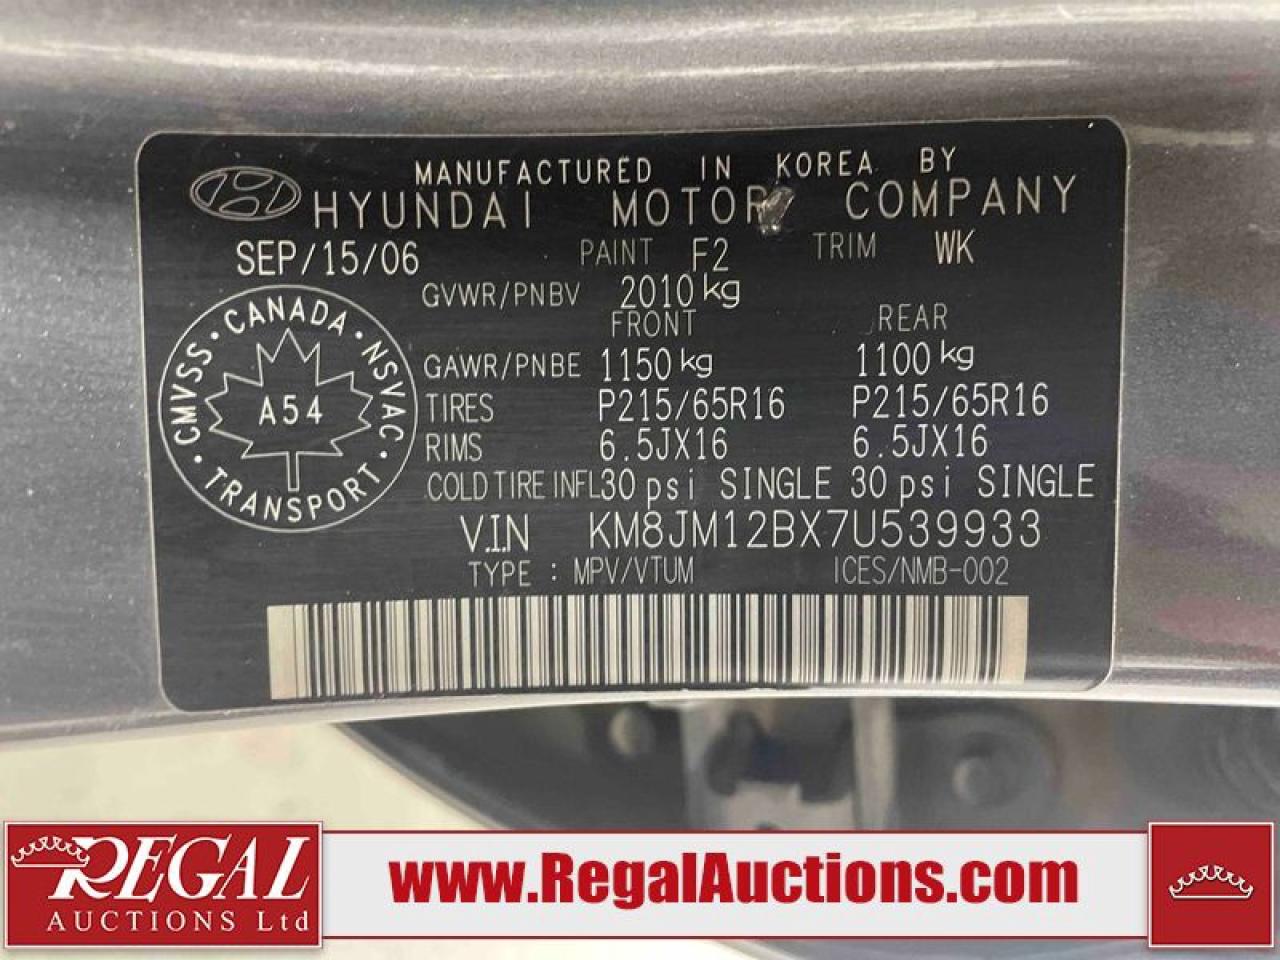 MANUFACTURED IN KOREA BY
HYUNDAI MOTOR COMPANY
SEP/15/06 PAINT F2 TRIM WK
GVWR/PNBV 2010 kg
FRONT REAR
GAWR/PNBE 1150 kg 1100 kg
TIRES P215/65R16 P215/65R16
RIMS 6.5JX16 6.5JX16
COLD TIRE INFL 30 psi SINGLE 30 psi SINGLE
V.I.N KM8JM12BX7U539933
TYPE : MPV/VTUM ICES/NMB-002
CANADA · NSVAC · TRANSPORT · CMVSS ·
A54
REGAL
AUCTIONS Ltd
www.RegalAuctions.com